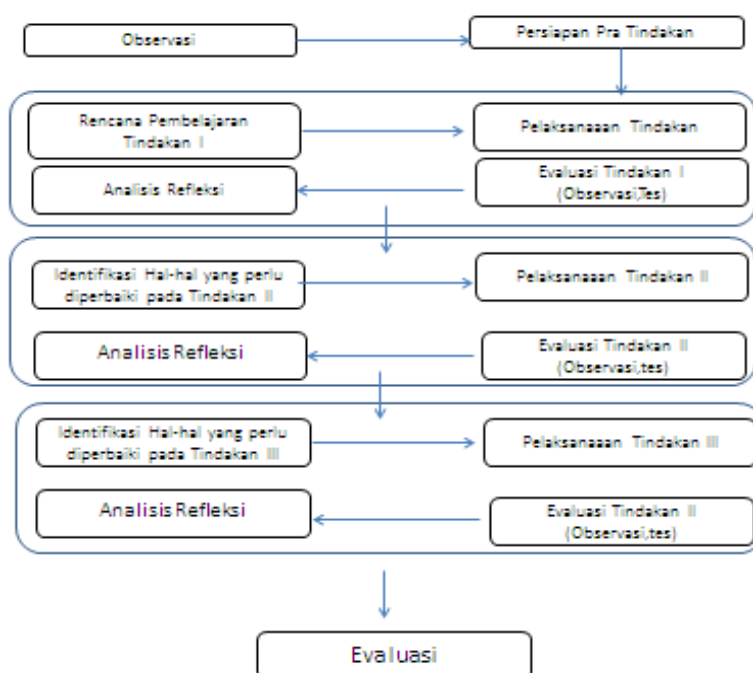 Observasi
Persiapan Pra Tindakan
Rencana Pembelajaran
Tindakan I
Pelaksanaaan Tindakan
Analisis Refleksi
Evaluasi Tindakan I
(Observasi,Tes)
Identifikasi Hal-hal yang perlu
diperbaiki pada Tindakan II
Pelaksanaaan Tindakan II
Analisis Refleksi
Evaluasi Tindakan II
(Observasi,tes)
Identifikasi Hal-hal yang perlu
diperbaiki pada Tindakan III
Pelaksanaaan Tindakan III
Analisis Refleksi
Evaluasi Tindakan II
(Observasi,tes)
Evaluasi